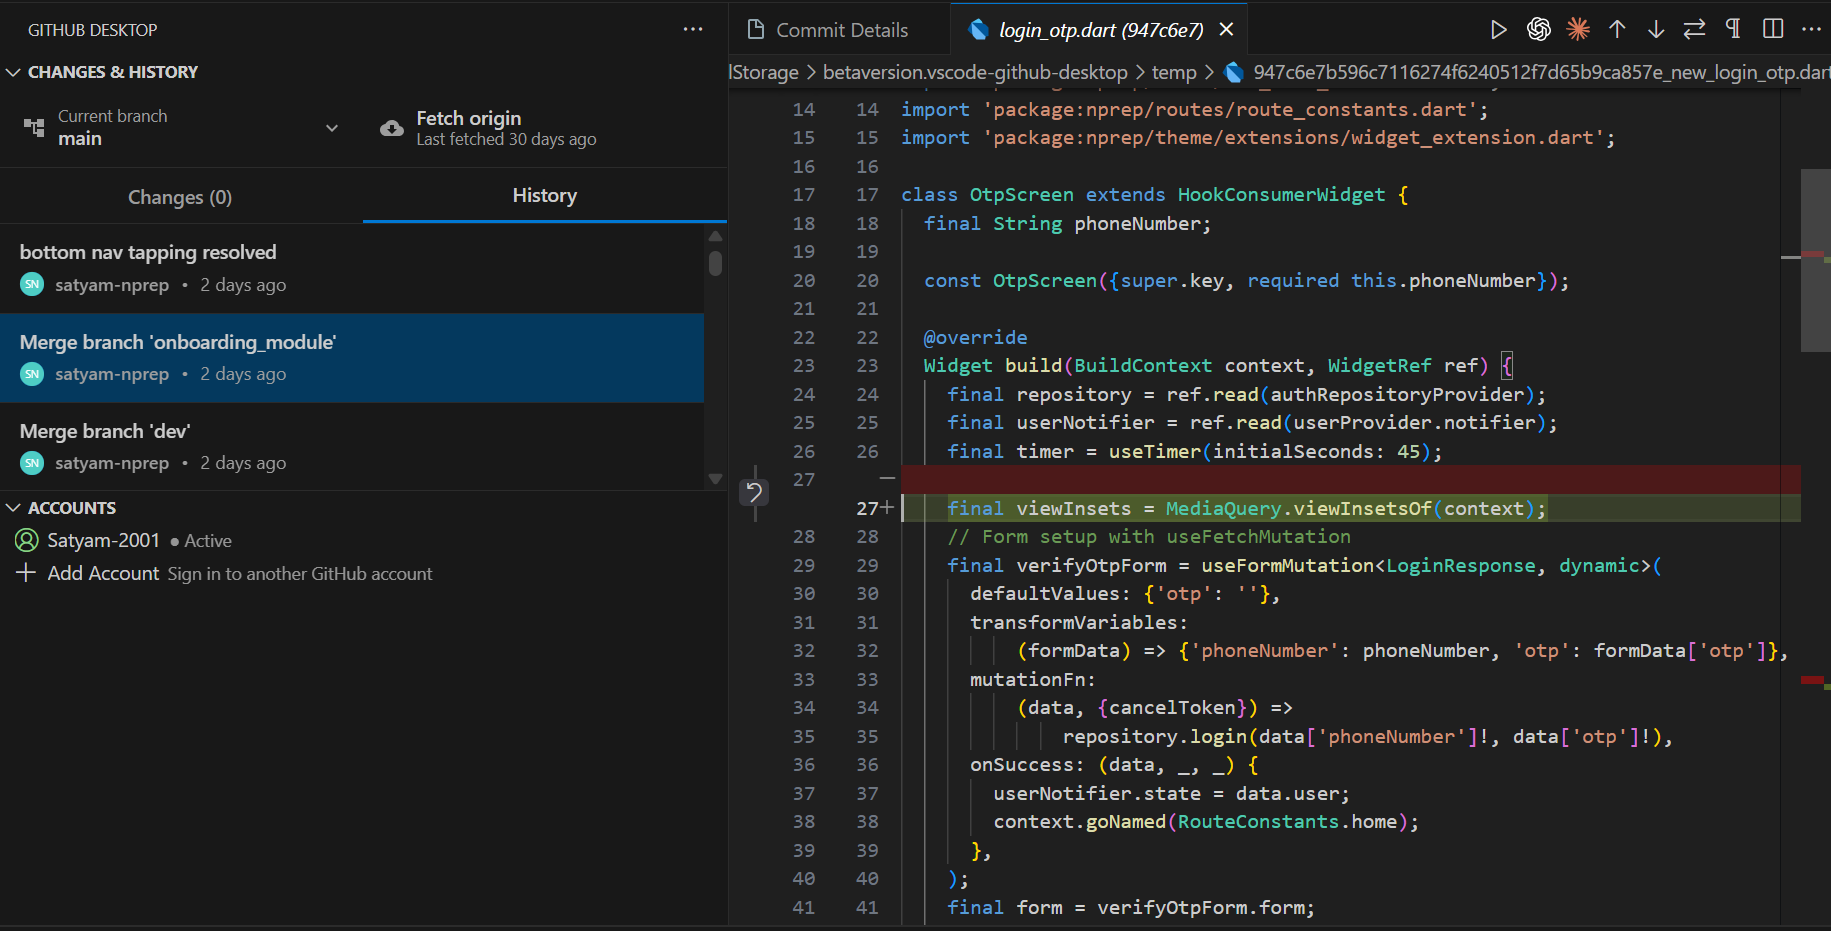 GITHUB DESKTOP
CHANGES & HISTORY
Current branch
main
Fetch origin
Last fetched 30 days ago
Changes (0)
History
bottom nav tapping resolved
SN satyam-nprep • 2 days ago
Merge branch 'onboarding_module'
SN satyam-nprep • 2 days ago
Merge branch 'dev'
SN satyam-nprep • 2 days ago
ACCOUNTS
Satyam-2001 ● Active
Add Account Sign in to another GitHub account
Commit Details
login_otp.dart (947c6e7)
lStorage > betaversion.vscode-github-desktop > temp > 947c6e7b596c7116274f6240512f7d65b9ca857e_new_login_otp.dart
14 14 import 'package:nprep/routes/route_constants.dart';
15 15 import 'package:nprep/theme/extensions/widget_extension.dart';
16 16
17 17 class OtpScreen extends HookConsumerWidget {
18 18 final String phoneNumber;
19 19
20 20 const OtpScreen({super.key, required this.phoneNumber});
21 21
22 22 @override
23 23 Widget build(BuildContext context, WidgetRef ref) {
24 24 final repository = ref.read(authRepositoryProvider);
25 25 final userNotifier = ref.read(userProvider.notifier);
26 26 final timer = useTimer(initialSeconds: 45);
27 —
27+ final viewInsets = MediaQuery.viewInsetsOf(context);
28 28 // Form setup with useFetchMutation
29 29 final verifyOtpForm = useFormMutation<LoginResponse, dynamic>(
30 30 defaultValues: {'otp': ''},
31 31 transformVariables:
32 32 (formData) => {'phoneNumber': phoneNumber, 'otp': formData['otp']},
33 33 mutationFn:
34 34 (data, {cancelToken}) =>
35 35 repository.login(data['phoneNumber']!, data['otp']!),
36 36 onSuccess: (data, _, _) {
37 37 userNotifier.state = data.user;
38 38 context.goNamed(RouteConstants.home);
39 39 },
40 40 );
41 41 final form = verifyOtpForm.form;